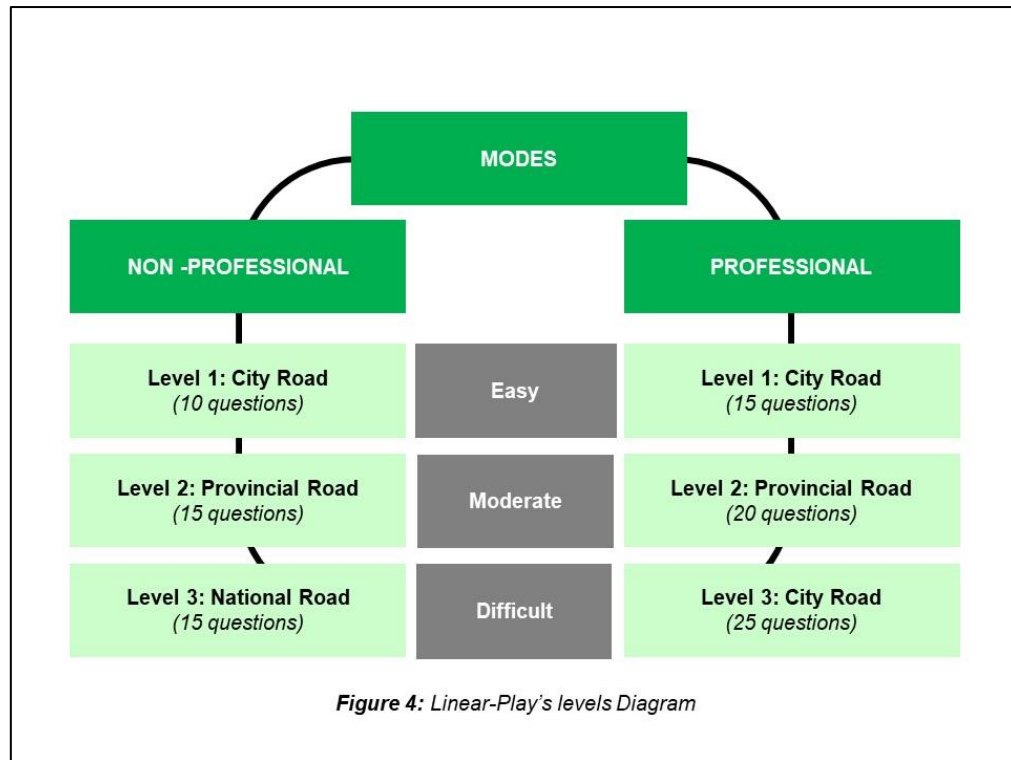 MODES
NON -PROFESSIONAL
PROFESSIONAL
Level 1: City Road
(10 questions)
Easy
Level 1: City Road
(15 questions)
Level 2: Provincial Road
(15 questions)
Moderate
Level 2: Provincial Road
(20 questions)
Level 3: National Road
(15 questions)
Difficult
Level 3: City Road
(25 questions)
Figure 4: Linear-Play’s levels Diagram